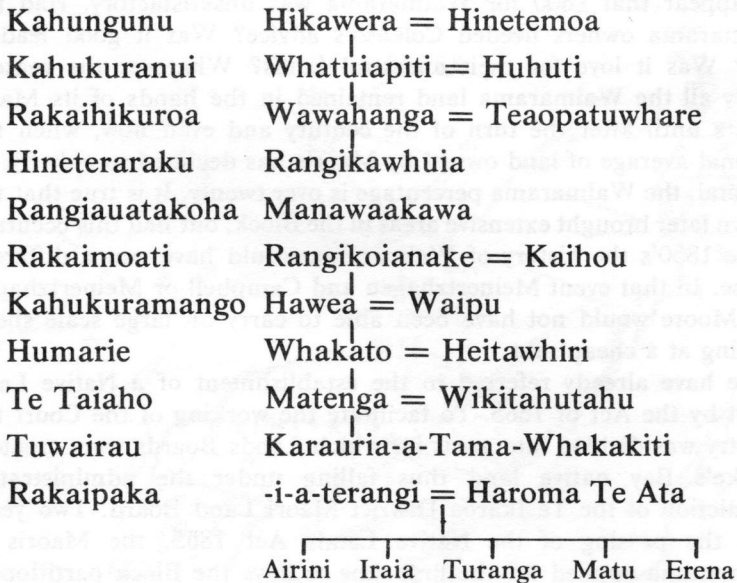 Kahungunu Hikawera = Hinetemoa
Kahukuranui Whatuiapiti = Huhuti
Rakaihikuroa Wawahanga = Teaopatuwhare
Hineteraraku Rangikawhuia
Rangiauatakoha Manawaakawa
Rakaimoati Rangikoianake = Kaihou
Kahukuramango Hawea = Waipu
Humarie Whakato = Heitawhiri
Te Taiaho Matenga = Wikitahutahu
Tuwairau Karauria-a-Tama-Whakakiti
Rakaipaka -i-a-terangi = Haroma Te Ata
Airini Iraia Turanga Matu Erena